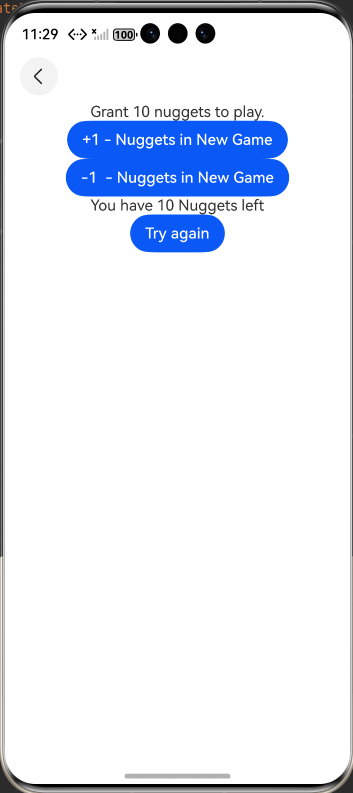 11:29
100
Grant 10 nuggets to play.
+1 - Nuggets in New Game
-1 - Nuggets in New Game
You have 10 Nuggets left
Try again